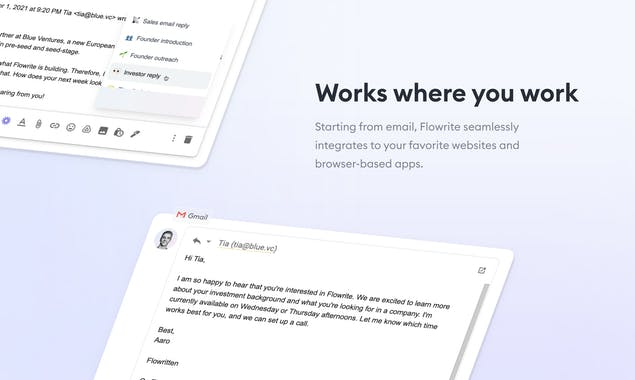 r 1, 2021 at 9:20 PM Tia <tia@blue.vc> wr
Sales email reply
Founder introduction
Founder outreach
Investor reply
artner at Blue Ventures, a new European
in pre-seed and seed-stage.
what Flowrite is building. Therefore, I
that. How does your next week look
aring from you!
Works where you work
Starting from email, Flowrite seamlessly
integrates to your favorite websites and
browser-based apps.
Gmail
Tia (tia@blue.vc)
Hi Tia,
I am so happy to hear that you're interested in Flowrite. We are excited to learn more
about your investment background and what you're looking for in a company. I'm
currently available on Wednesday or Thursday afternoons. Let me know which time
works best for you, and we can set up a call.
Best,
Aaro
Flowritten